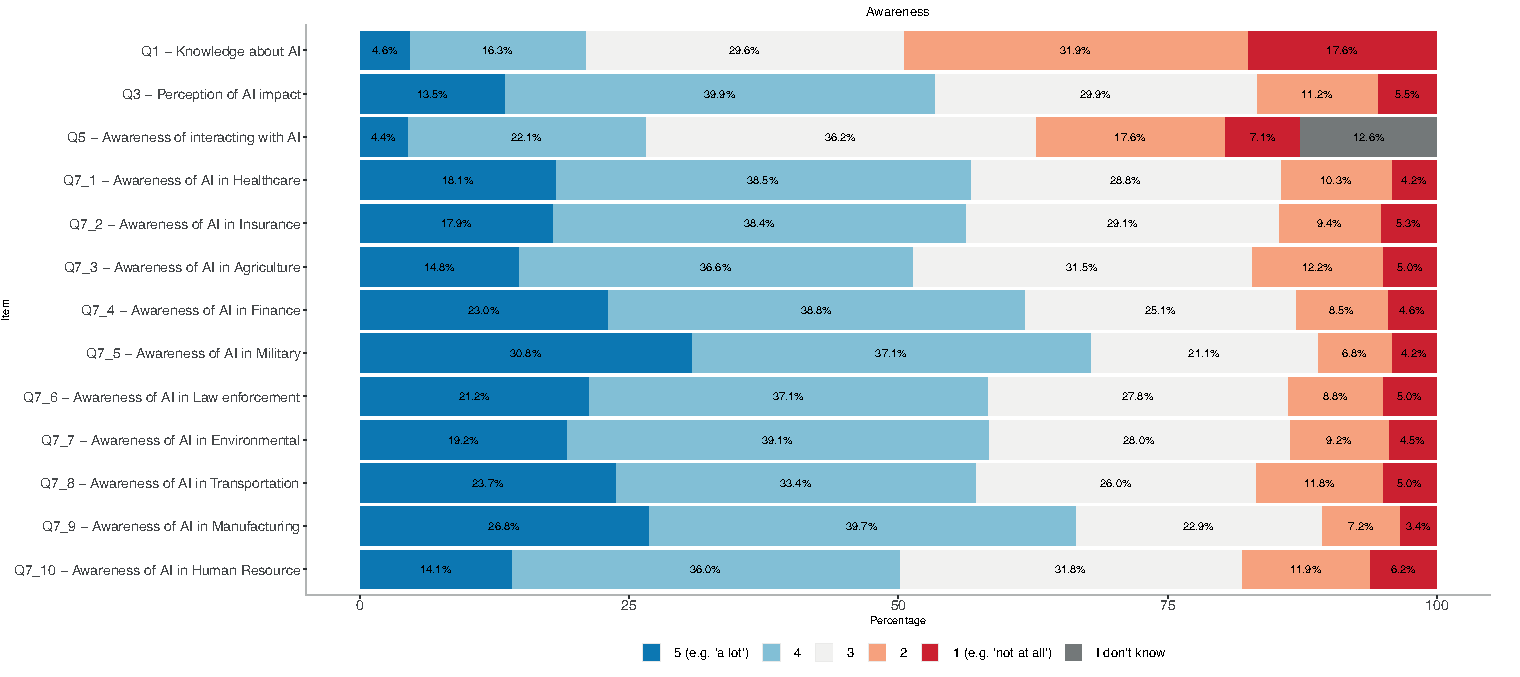 Awareness
Item
Q1 – Knowledge about AI 4.6% 16.3% 29.6% 31.9% 17.6%
Q3 – Perception of AI impact 13.5% 39.9% 29.9% 11.2% 5.5%
Q5 – Awareness of interacting with AI 4.4% 22.1% 36.2% 17.6% 7.1% 12.6%
Q7_1 – Awareness of AI in Healthcare 18.1% 38.5% 28.8% 10.3% 4.2%
Q7_2 – Awareness of AI in Insurance 17.9% 38.4% 29.1% 9.4% 5.3%
Q7_3 – Awareness of AI in Agriculture 14.8% 36.6% 31.5% 12.2% 5.0%
Q7_4 – Awareness of AI in Finance 23.0% 38.8% 25.1% 8.5% 4.6%
Q7_5 – Awareness of AI in Military 30.8% 37.1% 21.1% 6.8% 4.2%
Q7_6 – Awareness of AI in Law enforcement 21.2% 37.1% 27.8% 8.8% 5.0%
Q7_7 – Awareness of AI in Environmental 19.2% 39.1% 28.0% 9.2% 4.5%
Q7_8 – Awareness of AI in Transportation 23.7% 33.4% 26.0% 11.8% 5.0%
Q7_9 – Awareness of AI in Manufacturing 26.8% 39.7% 22.9% 7.2% 3.4%
Q7_10 – Awareness of AI in Human Resource 14.1% 36.0% 31.8% 11.9% 6.2%
0 25 50 75 100
Percentage
5 (e.g. 'a lot') 4 3 2 1 (e.g. 'not at all') I don't know